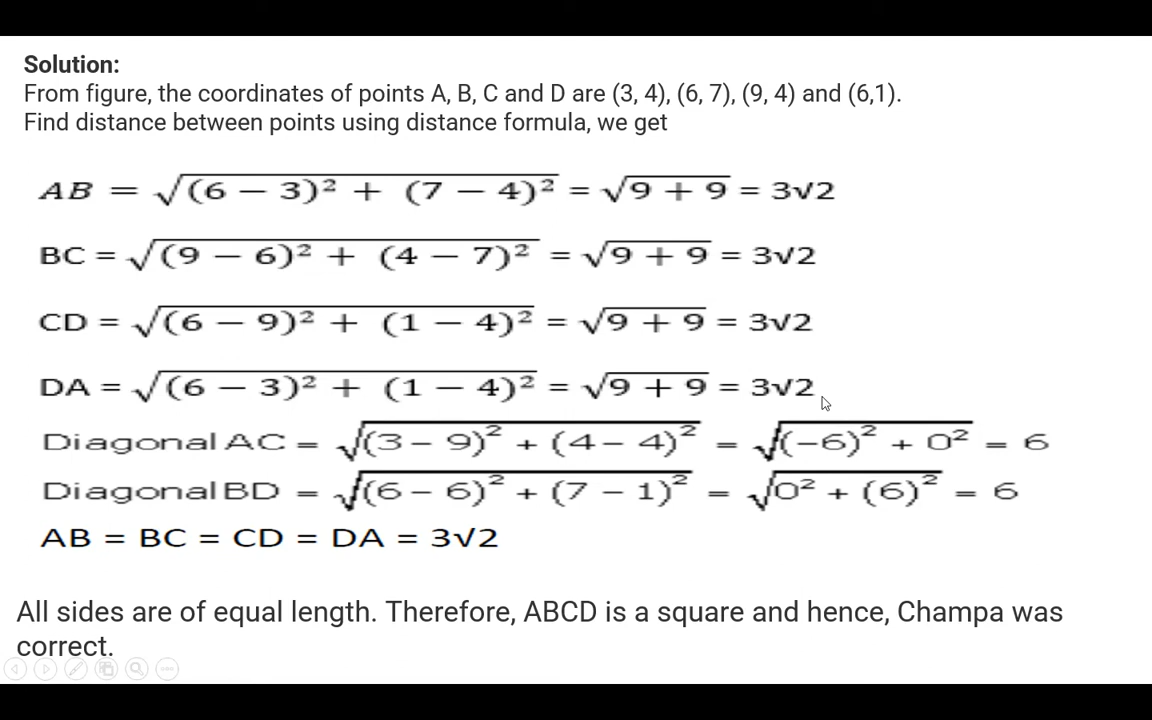 Solution:
From figure, the coordinates of points A, B, C and D are (3, 4), (6, 7), (9, 4) and (6,1).
Find distance between points using distance formula, we get
AB = √(6 − 3)² + (7 − 4)² = √9 + 9 = 3√2
BC = √(9 − 6)² + (4 − 7)² = √9 + 9 = 3√2
CD = √(6 − 9)² + (1 − 4)² = √9 + 9 = 3√2
DA = √(6 − 3)² + (1 − 4)² = √9 + 9 = 3√2
Diagonal AC = √(3 − 9)² + (4 − 4)² = √(−6)² + 0² = 6
Diagonal BD = √(6 − 6)² + (7 − 1)² = √0² + (6)² = 6
AB = BC = CD = DA = 3√2
All sides are of equal length. Therefore, ABCD is a square and hence, Champa was
correct.